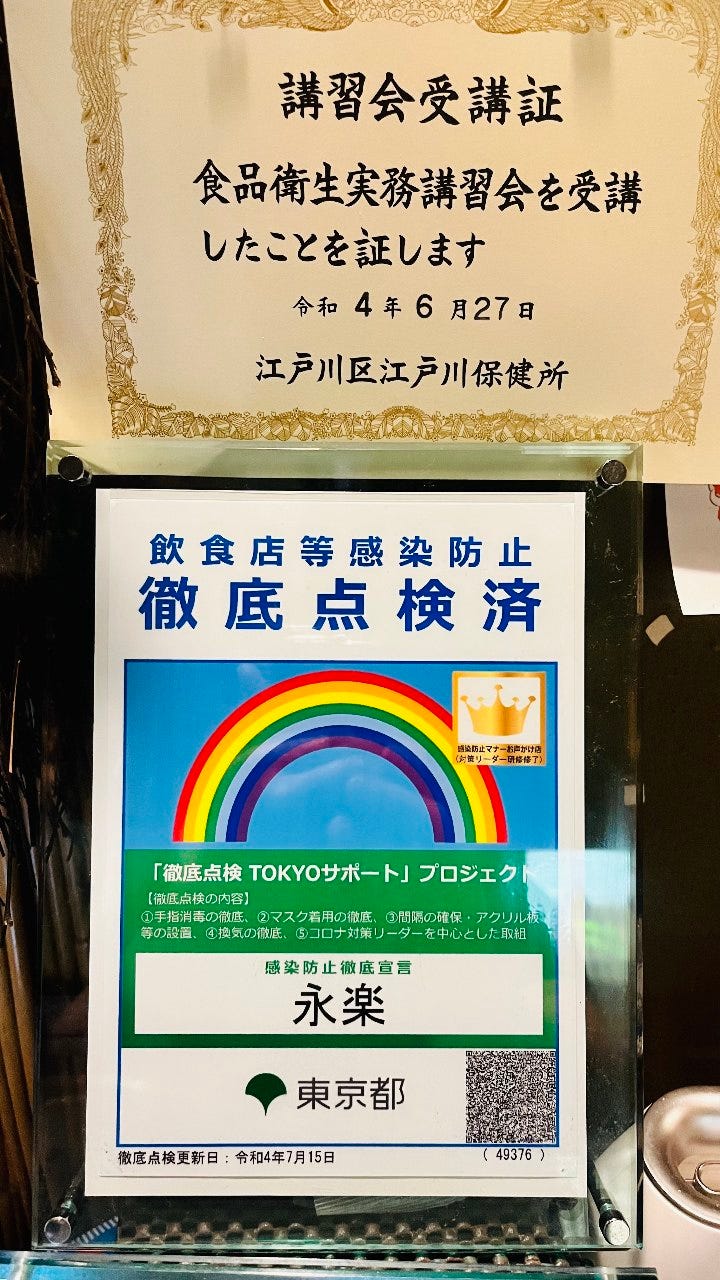 講習会受講証
食品衛生実務講習会を受講
したことを証します
令和 4 年 6 月27日
江戸川区江戸川保健所
飲食店等感染防止
徹底点検済
感染防止マナーお声がけ店
(対策リーダー研修修了)
「徹底点検 TOKYOサポート」プロジェクト
【徹底点検の内容】
①手指消毒の徹底、②マスク着用の徹底、③間隔の確保・アクリル板
等の設置、④換気の徹底、⑤コロナ対策リーダーを中心とした取組
感染防止徹底宣言
永楽
東京都
徹底点検更新日：令和4年7月15日
( 49376 )